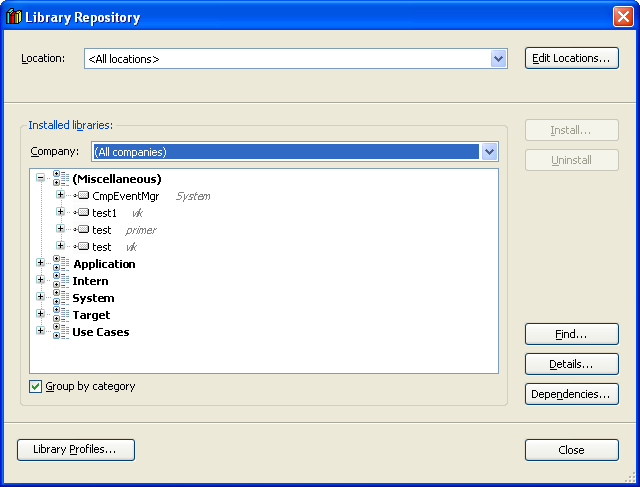 Library Repository
Location: <All locations> Edit Locations...
Installed libraries:
Company: (All companies)
Install...
Uninstall
(Miscellaneous)
CmpEventMgr System
test1 vk
test primer
test vk
Application
Intern
System
Target
Use Cases
Find...
Details...
Dependencies...
Group by category
Library Profiles...
Close